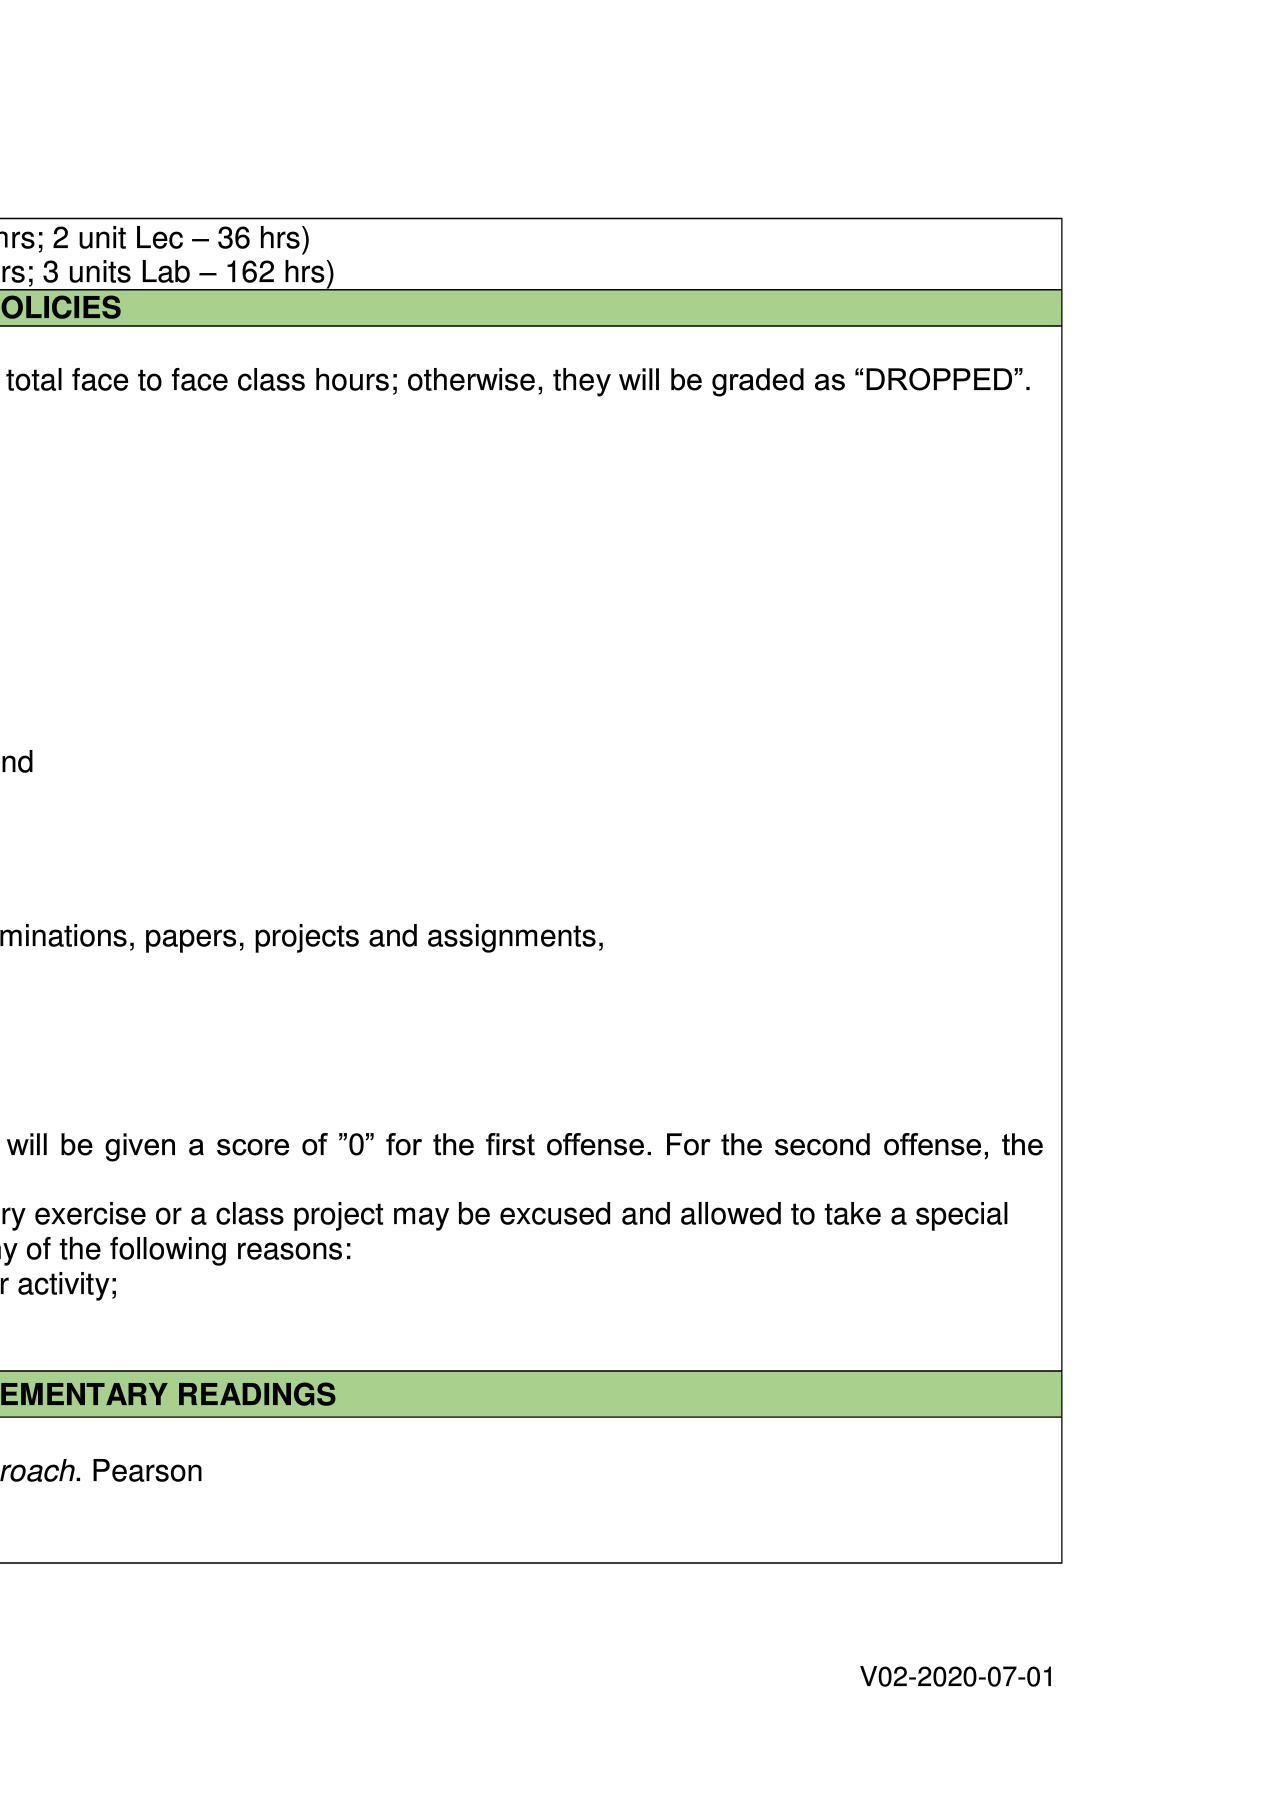 hrs; 2 unit Lec – 36 hrs)
rs; 3 units Lab – 162 hrs)
OLICIES
total face to face class hours; otherwise, they will be graded as “DROPPED”.
nd
minations, papers, projects and assignments,
will be given a score of ”0” for the first offense. For the second offense, the
ry exercise or a class project may be excused and allowed to take a special
ny of the following reasons:
r activity;
EMENTARY READINGS
roach. Pearson
V02-2020-07-01